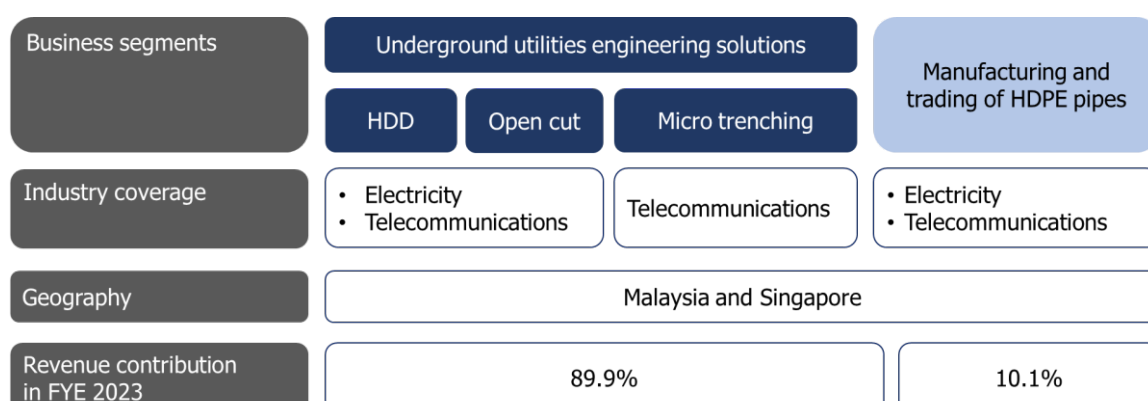 Business segments
Underground utilities engineering solutions
Manufacturing and
trading of HDPE pipes
HDD
Open cut
Micro trenching
Industry coverage
• Electricity
• Telecommunications
Telecommunications
• Electricity
• Telecommunications
Geography
Malaysia and Singapore
Revenue contribution
in FYE 2023
89.9%
10.1%